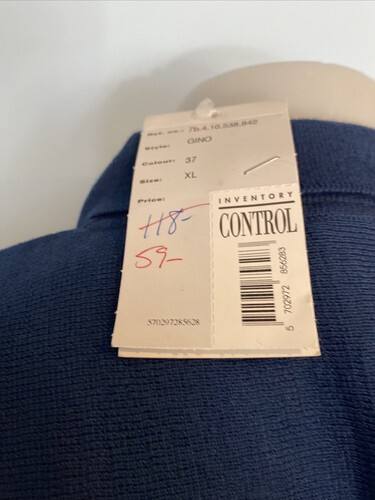 Sty. no.: 7b.4.10.538.842
Style: GINO
Colour: 37
Size: XL
Price:
118-
59-
570297285628
INVENTORY
CONTROL
5 702972 856283